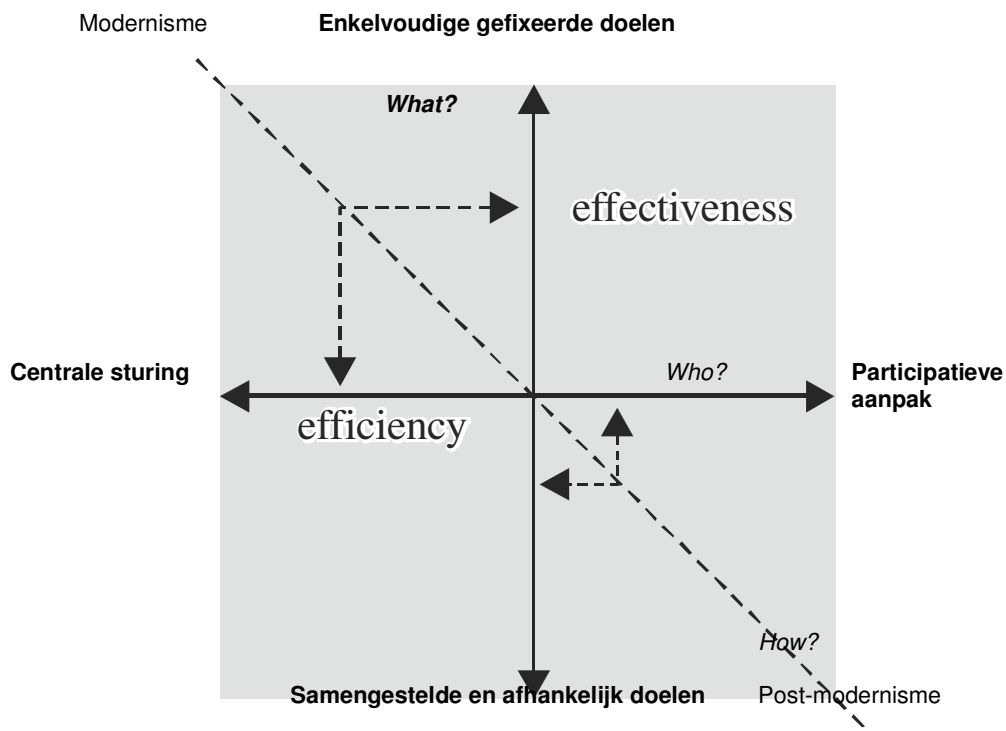 Modernisme
Enkelvoudige gefixeerde doelen
What?
effectiveness
Centrale sturing
Who?
Participatieve
aanpak
efficiency
How?
Samengestelde en afhankelijk doelen
Post-modernisme